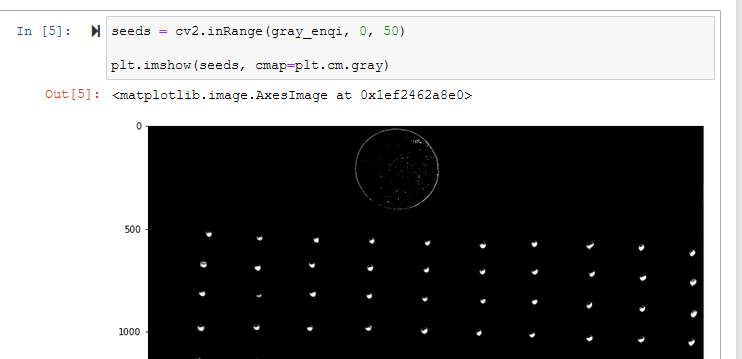 In [5]: seeds = cv2.inRange(gray_enqi, 0, 50)
plt.imshow(seeds, cmap=plt.cm.gray)
Out[5]: <matplotlib.image.AxesImage at 0x1ef2462a8e0>
0
500
1000